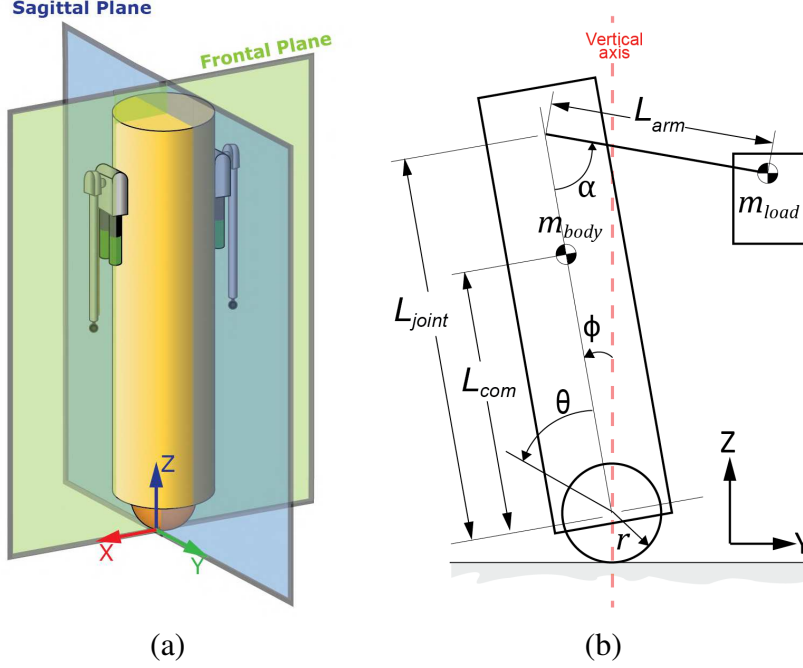 Sagittal Plane
Frontal Plane
Z
X
Y
(a)
Vertical
axis
L_arm
α
m_load
m_body
L_joint
ϕ
L_com
θ
Z
r
Y
(b)